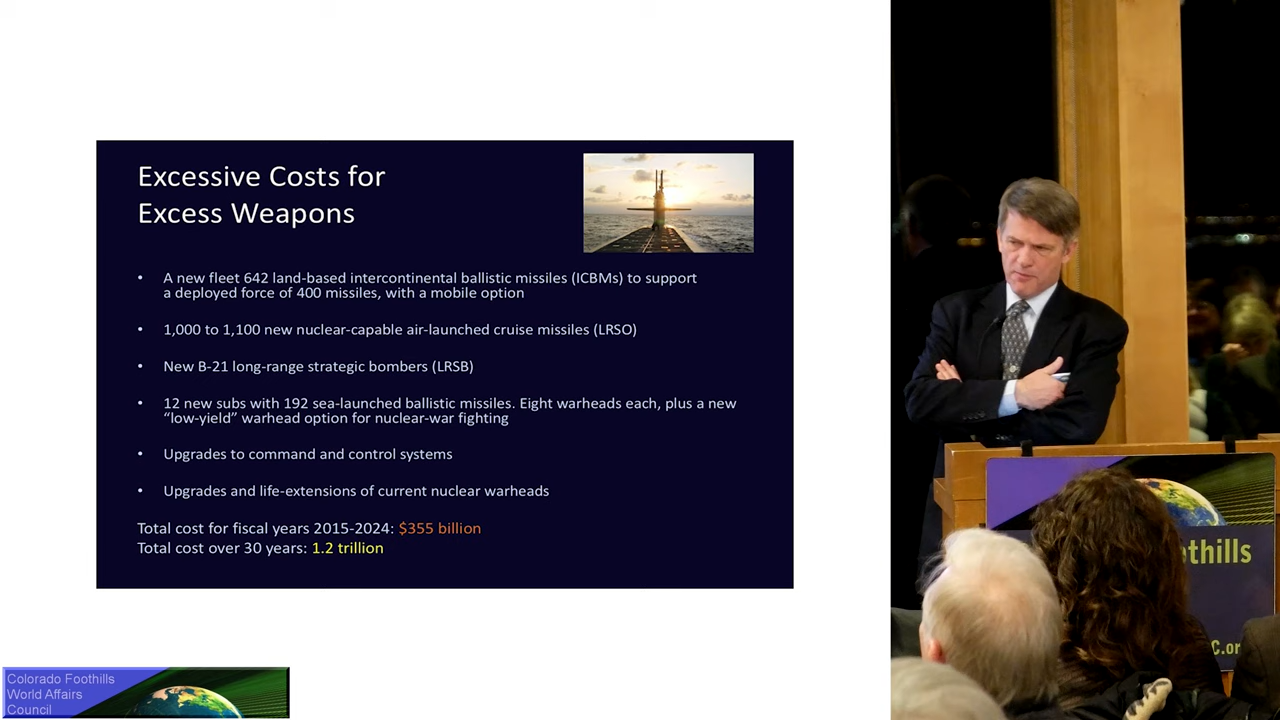 Excessive Costs for
Excess Weapons
• A new fleet 642 land-based intercontinental ballistic missiles (ICBMs) to support
a deployed force of 400 missiles, with a mobile option
• 1,000 to 1,100 new nuclear-capable air-launched cruise missiles (LRSO)
• New B-21 long-range strategic bombers (LRSB)
• 12 new subs with 192 sea-launched ballistic missiles. Eight warheads each, plus a new
“low-yield” warhead option for nuclear-war fighting
• Upgrades to command and control systems
• Upgrades and life-extensions of current nuclear warheads
Total cost for fiscal years 2015-2024: $355 billion
Total cost over 30 years: 1.2 trillion
Colorado Foothills
World Affairs
Council
othills
C.or